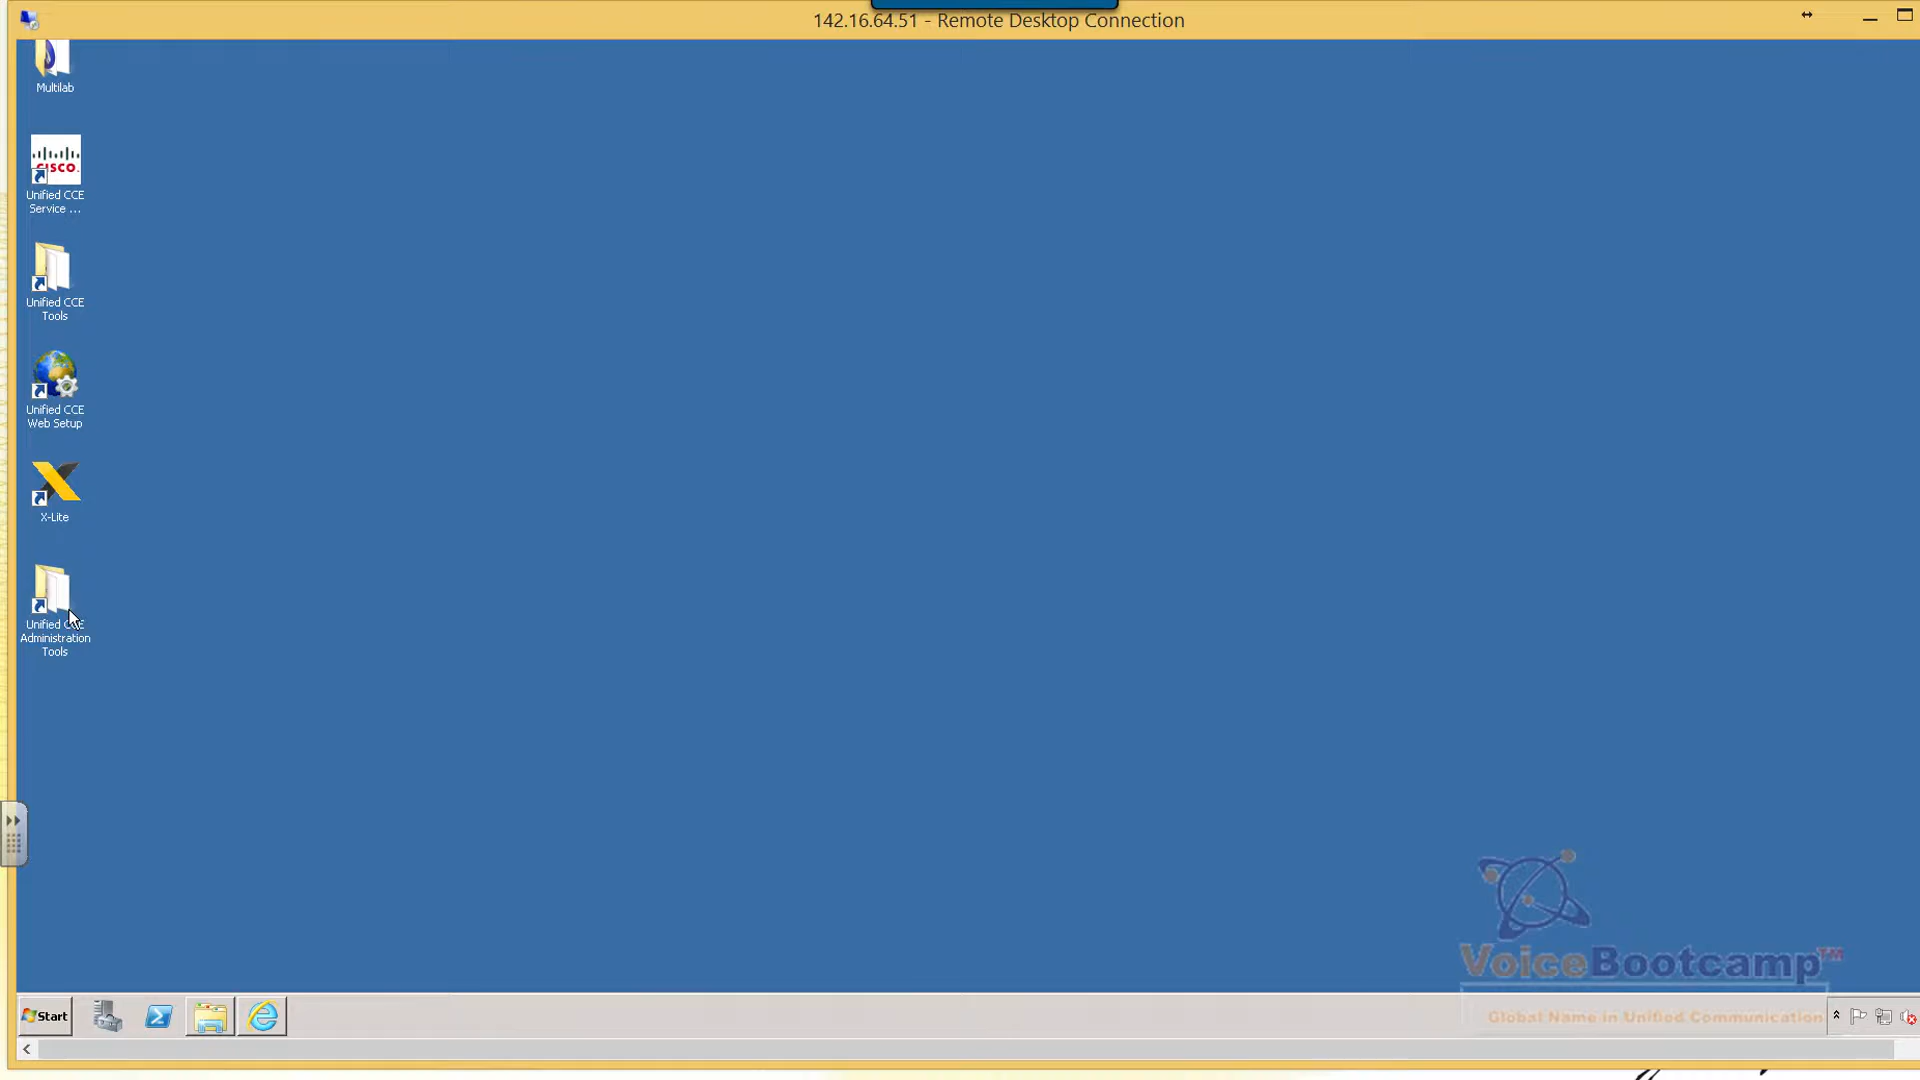 142.16.64.51 - Remote Desktop Connection
Multilab
CISCO.
Unified CCE
Service ...
Unified CCE
Tools
Unified CCE
Web Setup
X-Lite
Unified CCE
Administration
Tools
VoiceBootcamp™
Global Name in Unified Communication
Start